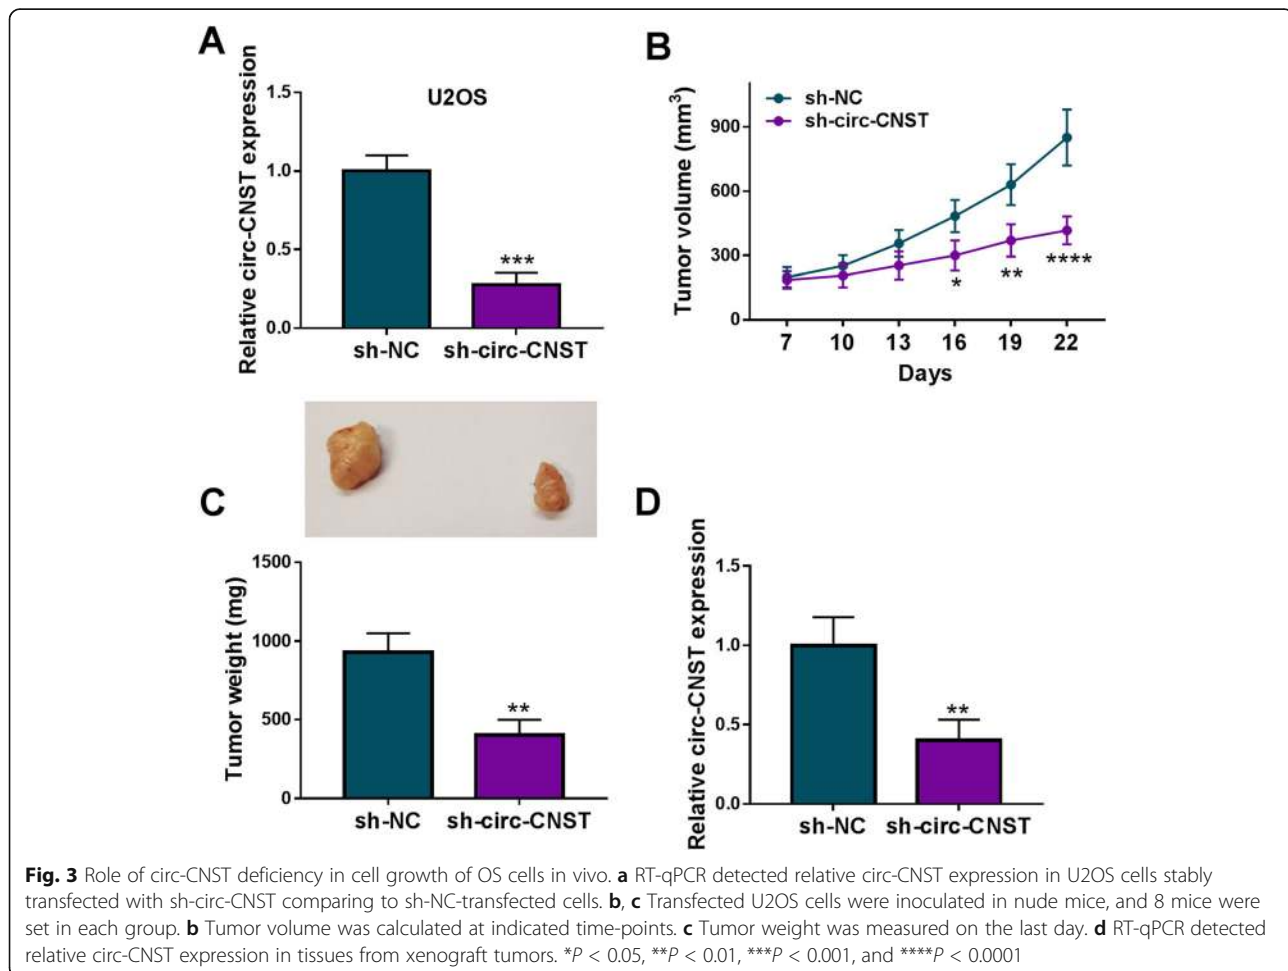 A
B
Relative circ-CNST expression
U2OS
1.5
1.0
0.5
0.0
***
sh-NC
sh-circ-CNST
Tumor volume (mm³)
sh-NC
sh-circ-CNST
900
600
300
0
*
**
****
7 10 13 16 19 22
Days
C
Tumor weight (mg)
1500
1000
500
0
**
sh-NC
sh-circ-CNST
D
Relative circ-CNST expression
1.5
1.0
0.5
0.0
**
sh-NC
sh-circ-CNST
Fig. 3 Role of circ-CNST deficiency in cell growth of OS cells in vivo. a RT-qPCR detected relative circ-CNST expression in U2OS cells stably
transfected with sh-circ-CNST comparing to sh-NC-transfected cells. b, c Transfected U2OS cells were inoculated in nude mice, and 8 mice were
set in each group. b Tumor volume was calculated at indicated time-points. c Tumor weight was measured on the last day. d RT-qPCR detected
relative circ-CNST expression in tissues from xenograft tumors. *P < 0.05, **P < 0.01, ***P < 0.001, and ****P < 0.0001